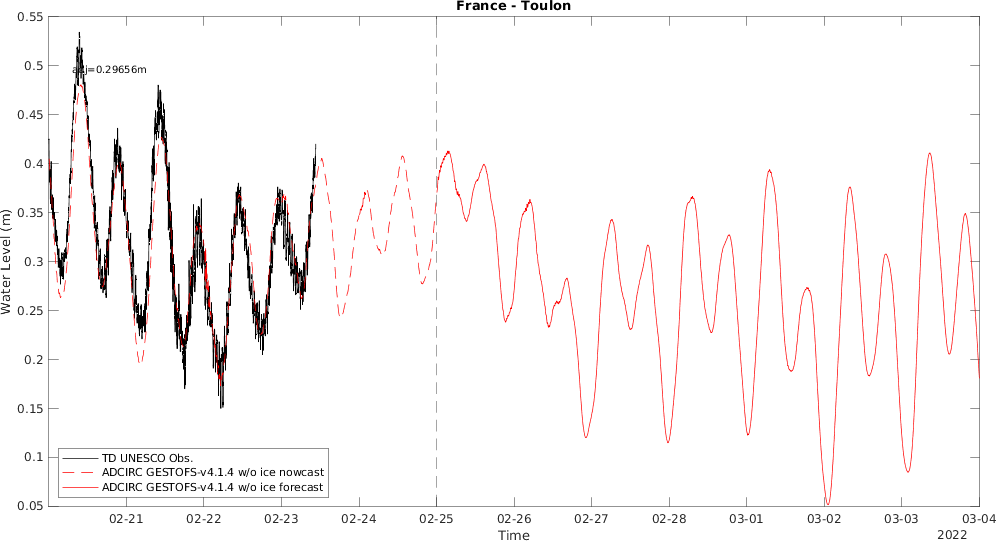 France - Toulon
0.55
0.5
0.45
0.4
0.35
0.3
0.25
0.2
0.15
0.1
0.05
Water Level (m)
adj=0.29656m
TD UNESCO Obs.
ADCIRC GESTOFS-v4.1.4 w/o ice nowcast
ADCIRC GESTOFS-v4.1.4 w/o ice forecast
02-21 02-22 02-23 02-24 02-25 02-26 02-27 02-28 03-01 03-02 03-03 03-04
Time
2022